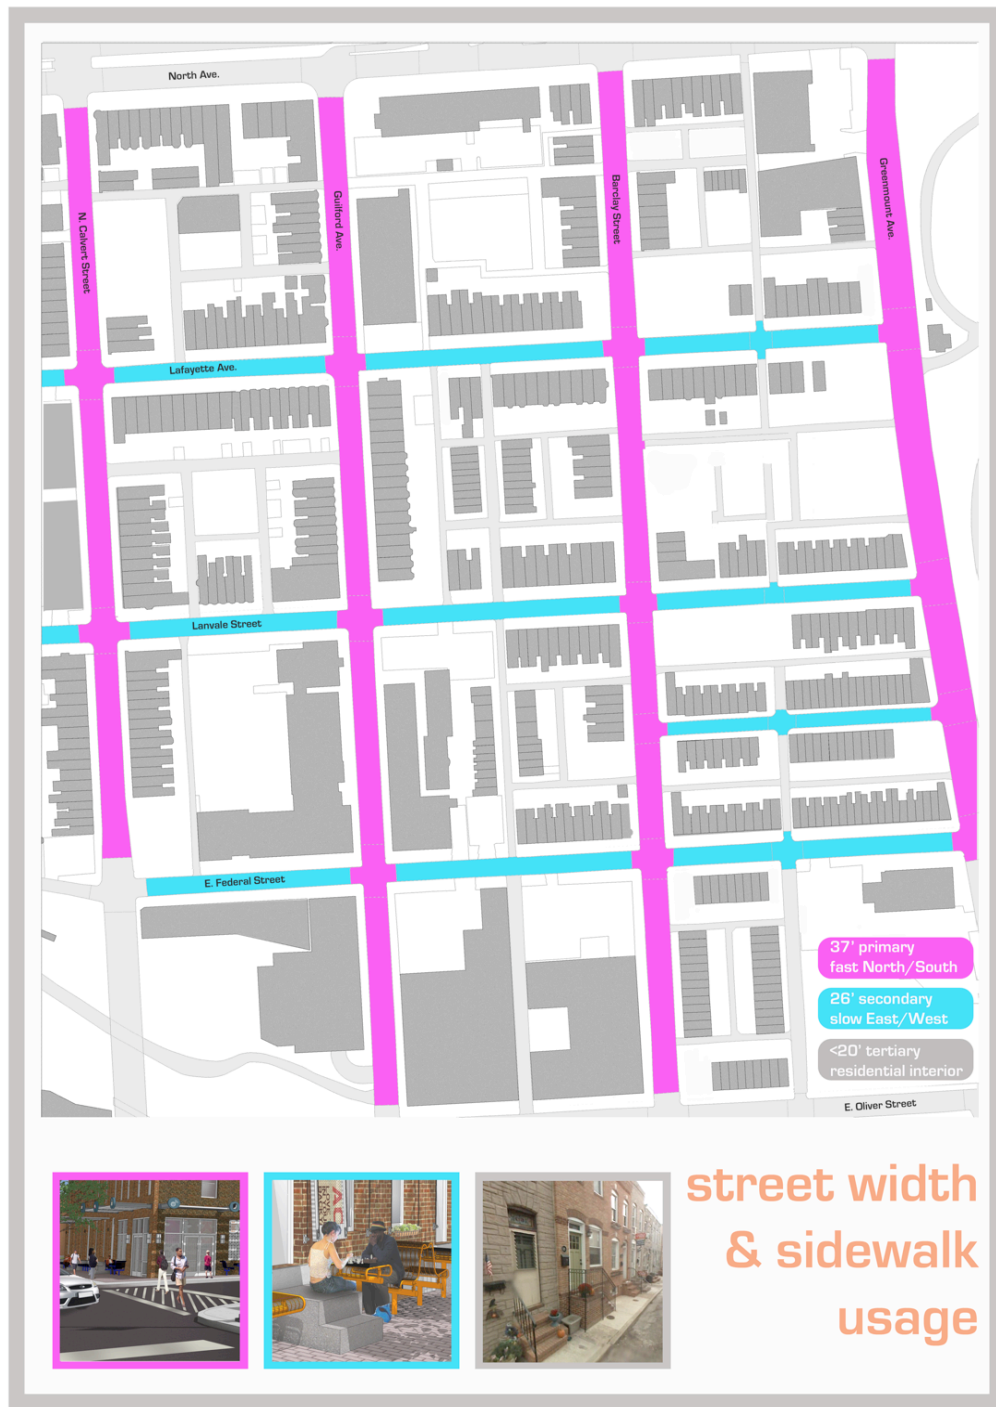 North Ave.
N. Calvert Street
Guilford Ave.
Barclay Street
Greenmount Ave.
Lafayette Ave.
Lanvale Street
E. Federal Street
37' primary
fast North/South
26' secondary
slow East/West
<20' tertiary
residential interior
E. Oliver Street
street width
& sidewalk
usage